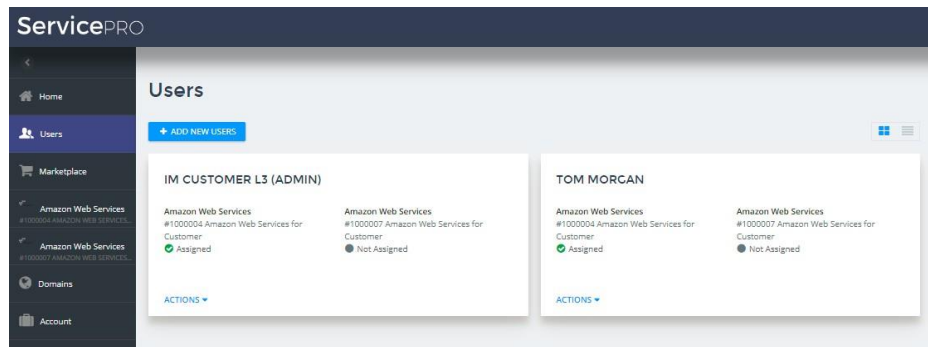 ServicePRO
Home
Users
Marketplace
Amazon Web Services
#1000004 AMAZON WEB SERVICES...
Amazon Web Services
#1000007 AMAZON WEB SERVICES...
Domains
Account
Users
+ ADD NEW USERS
IM CUSTOMER L3 (ADMIN)
Amazon Web Services
#1000004 Amazon Web Services for
Customer
Assigned
Amazon Web Services
#1000007 Amazon Web Services for
Customer
Not Assigned
ACTIONS
TOM MORGAN
Amazon Web Services
#1000004 Amazon Web Services for
Customer
Assigned
Amazon Web Services
#1000007 Amazon Web Services for
Customer
Not Assigned
ACTIONS